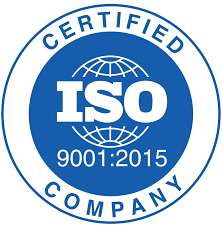 CERTIFIED
ISO
9001:2015
COMPANY